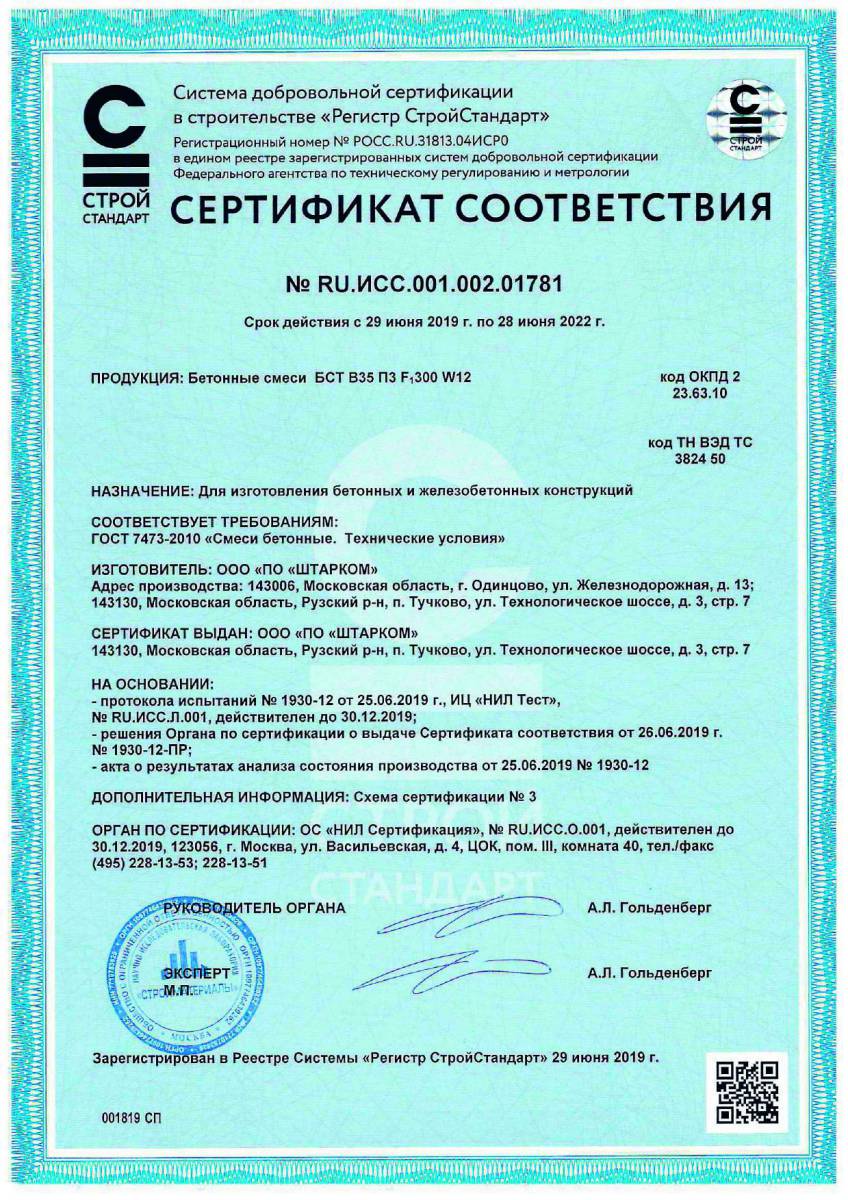 Система добровольной сертификации
в строительстве «Регистр СтройСтандарт»
Регистрационный номер № РОСС.RU.31813.04ИСР0
в едином реестре зарегистрированных систем добровольной сертификации
Федерального агентства по техническому регулированию и метрологии
СТРОЙ
СТАНДАРТ
СТРОЙ
СТАНДАРТ
СЕРТИФИКАТ СООТВЕТСТВИЯ
№ RU.ИСС.001.002.01781
Срок действия с 29 июня 2019 г. по 28 июня 2022 г.
ПРОДУКЦИЯ: Бетонные смеси БСТ В35 П3 F₁300 W12
код ОКПД 2
23.63.10
код ТН ВЭД ТС
3824 50
НАЗНАЧЕНИЕ: Для изготовления бетонных и железобетонных конструкций
СООТВЕТСТВУЕТ ТРЕБОВАНИЯМ:
ГОСТ 7473-2010 «Смеси бетонные. Технические условия»
ИЗГОТОВИТЕЛЬ: ООО «ПО «ШТАРКОМ»
Адрес производства: 143006, Московская область, г. Одинцово, ул. Железнодорожная, д. 13;
143130, Московская область, Рузский р-н, п. Тучково, ул. Технологическое шоссе, д. 3, стр. 7
СЕРТИФИКАТ ВЫДАН: ООО «ПО «ШТАРКОМ»
143130, Московская область, Рузский р-н, п. Тучково, ул. Технологическое шоссе, д. 3, стр. 7
НА ОСНОВАНИИ:
- протокола испытаний № 1930-12 от 25.06.2019 г., ИЦ «НИЛ Тест»,
№ RU.ИСС.Л.001, действителен до 30.12.2019;
- решения Органа по сертификации о выдаче Сертификата соответствия от 26.06.2019 г.
№ 1930-12-ПР;
- акта о результатах анализа состояния производства от 25.06.2019 № 1930-12
ДОПОЛНИТЕЛЬНАЯ ИНФОРМАЦИЯ: Схема сертификации № 3
ОРГАН ПО СЕРТИФИКАЦИИ: ОС «НИЛ Сертификация», № RU.ИСС.О.001, действителен до
30.12.2019, 123056, г. Москва, ул. Васильевская, д. 4, ЦОК, пом. III, комната 40, тел./факс
(495) 228-13-53; 228-13-51
СТРОЙ
СТАНДАРТ
РУКОВОДИТЕЛЬ ОРГАНА
А.Л. Гольденберг
ЭКСПЕРТ
А.Л. Гольденберг
М.П.
НАУЧНО-ИССЛЕДОВАТЕЛЬСКАЯ ЛАБОРАТОРИЯ
МОСКВА
Зарегистрирован в Реестре Системы «Регистр СтройСтандарт» 29 июня 2019 г.
001819 СП